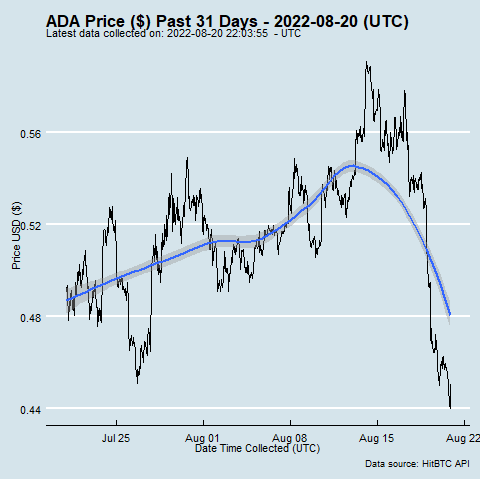 ADA Price ($) Past 31 Days - 2022-08-20 (UTC)
Latest data collected on: 2022-08-20 22:03:55 - UTC
Price USD ($)
0.56
0.52
0.48
0.44
Jul 25 Aug 01 Aug 08 Aug 15 Aug 22
Date Time Collected (UTC)
Data source: HitBTC API